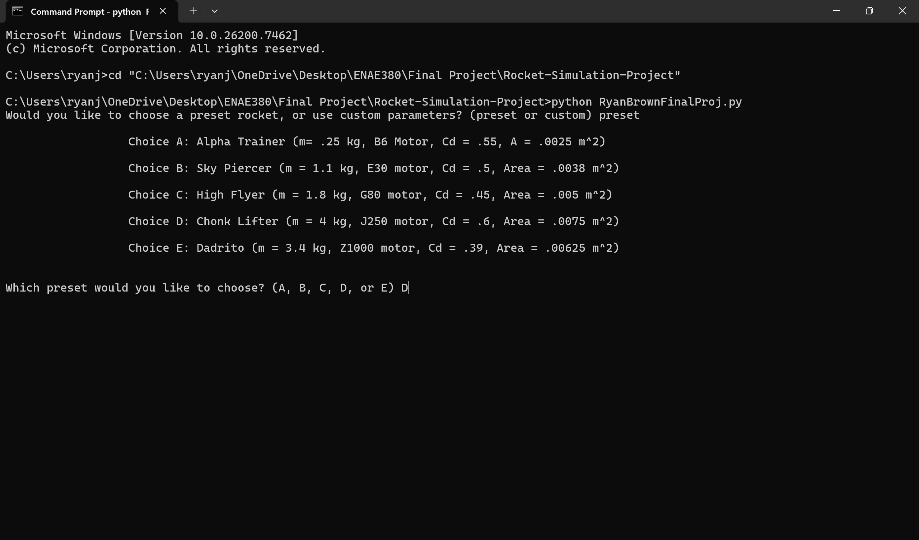 Command Prompt - python
Microsoft Windows [Version 10.0.26200.7462]
(c) Microsoft Corporation. All rights reserved.
C:\Users\ryanj>cd "C:\Users\ryanj\OneDrive\Desktop\ENAE380\Final Project\Rocket-Simulation-Project"
C:\Users\ryanj\OneDrive\Desktop\ENAE380\Final Project\Rocket-Simulation-Project>python RyanBrownFinalProj.py
Would you like to choose a preset rocket, or use custom parameters? (preset or custom) preset
Choice A: Alpha Trainer (m= .25 kg, B6 Motor, Cd = .55, A = .0025 m^2)
Choice B: Sky Piercer (m = 1.1 kg, E30 motor, Cd = .5, Area = .0038 m^2)
Choice C: High Flyer (m = 1.8 kg, G80 motor, Cd = .45, Area = .005 m^2)
Choice D: Chonk Lifter (m = 4 kg, J250 motor, Cd = .6, Area = .0075 m^2)
Choice E: Dadrito (m = 3.4 kg, Z1000 motor, Cd = .39, Area = .00625 m^2)
Which preset would you like to choose? (A, B, C, D, or E) D